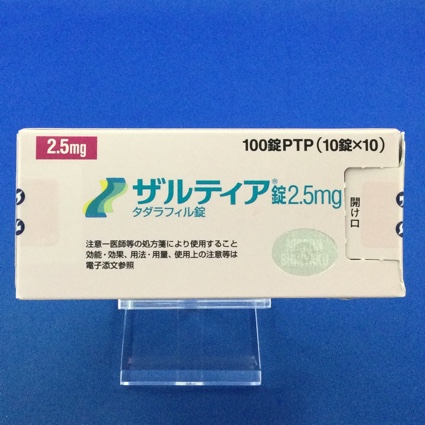 2.5mg
100錠PTP(10錠×10)
ザルティア®錠2.5mg
タダラフィル錠
開け口
注意ー医師等の処方箋により使用すること
効能・効果、用法・用量、使用上の注意等は
電子添文参照
NIPPON
SHINYAKU